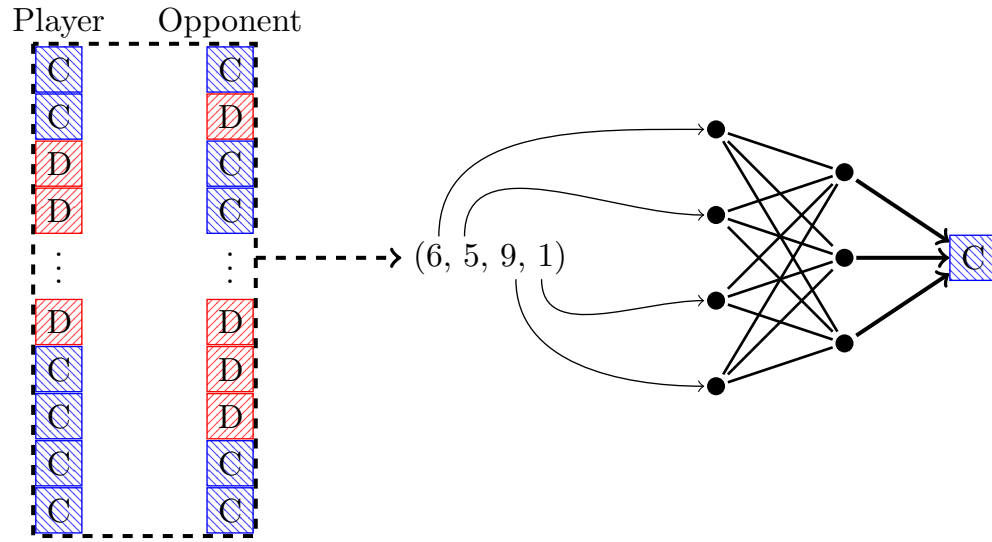 Player Opponent
C C
C D
D C
D C
⋮ ⋮
(6, 5, 9, 1)
C
D D
C D
C D
C C
C C